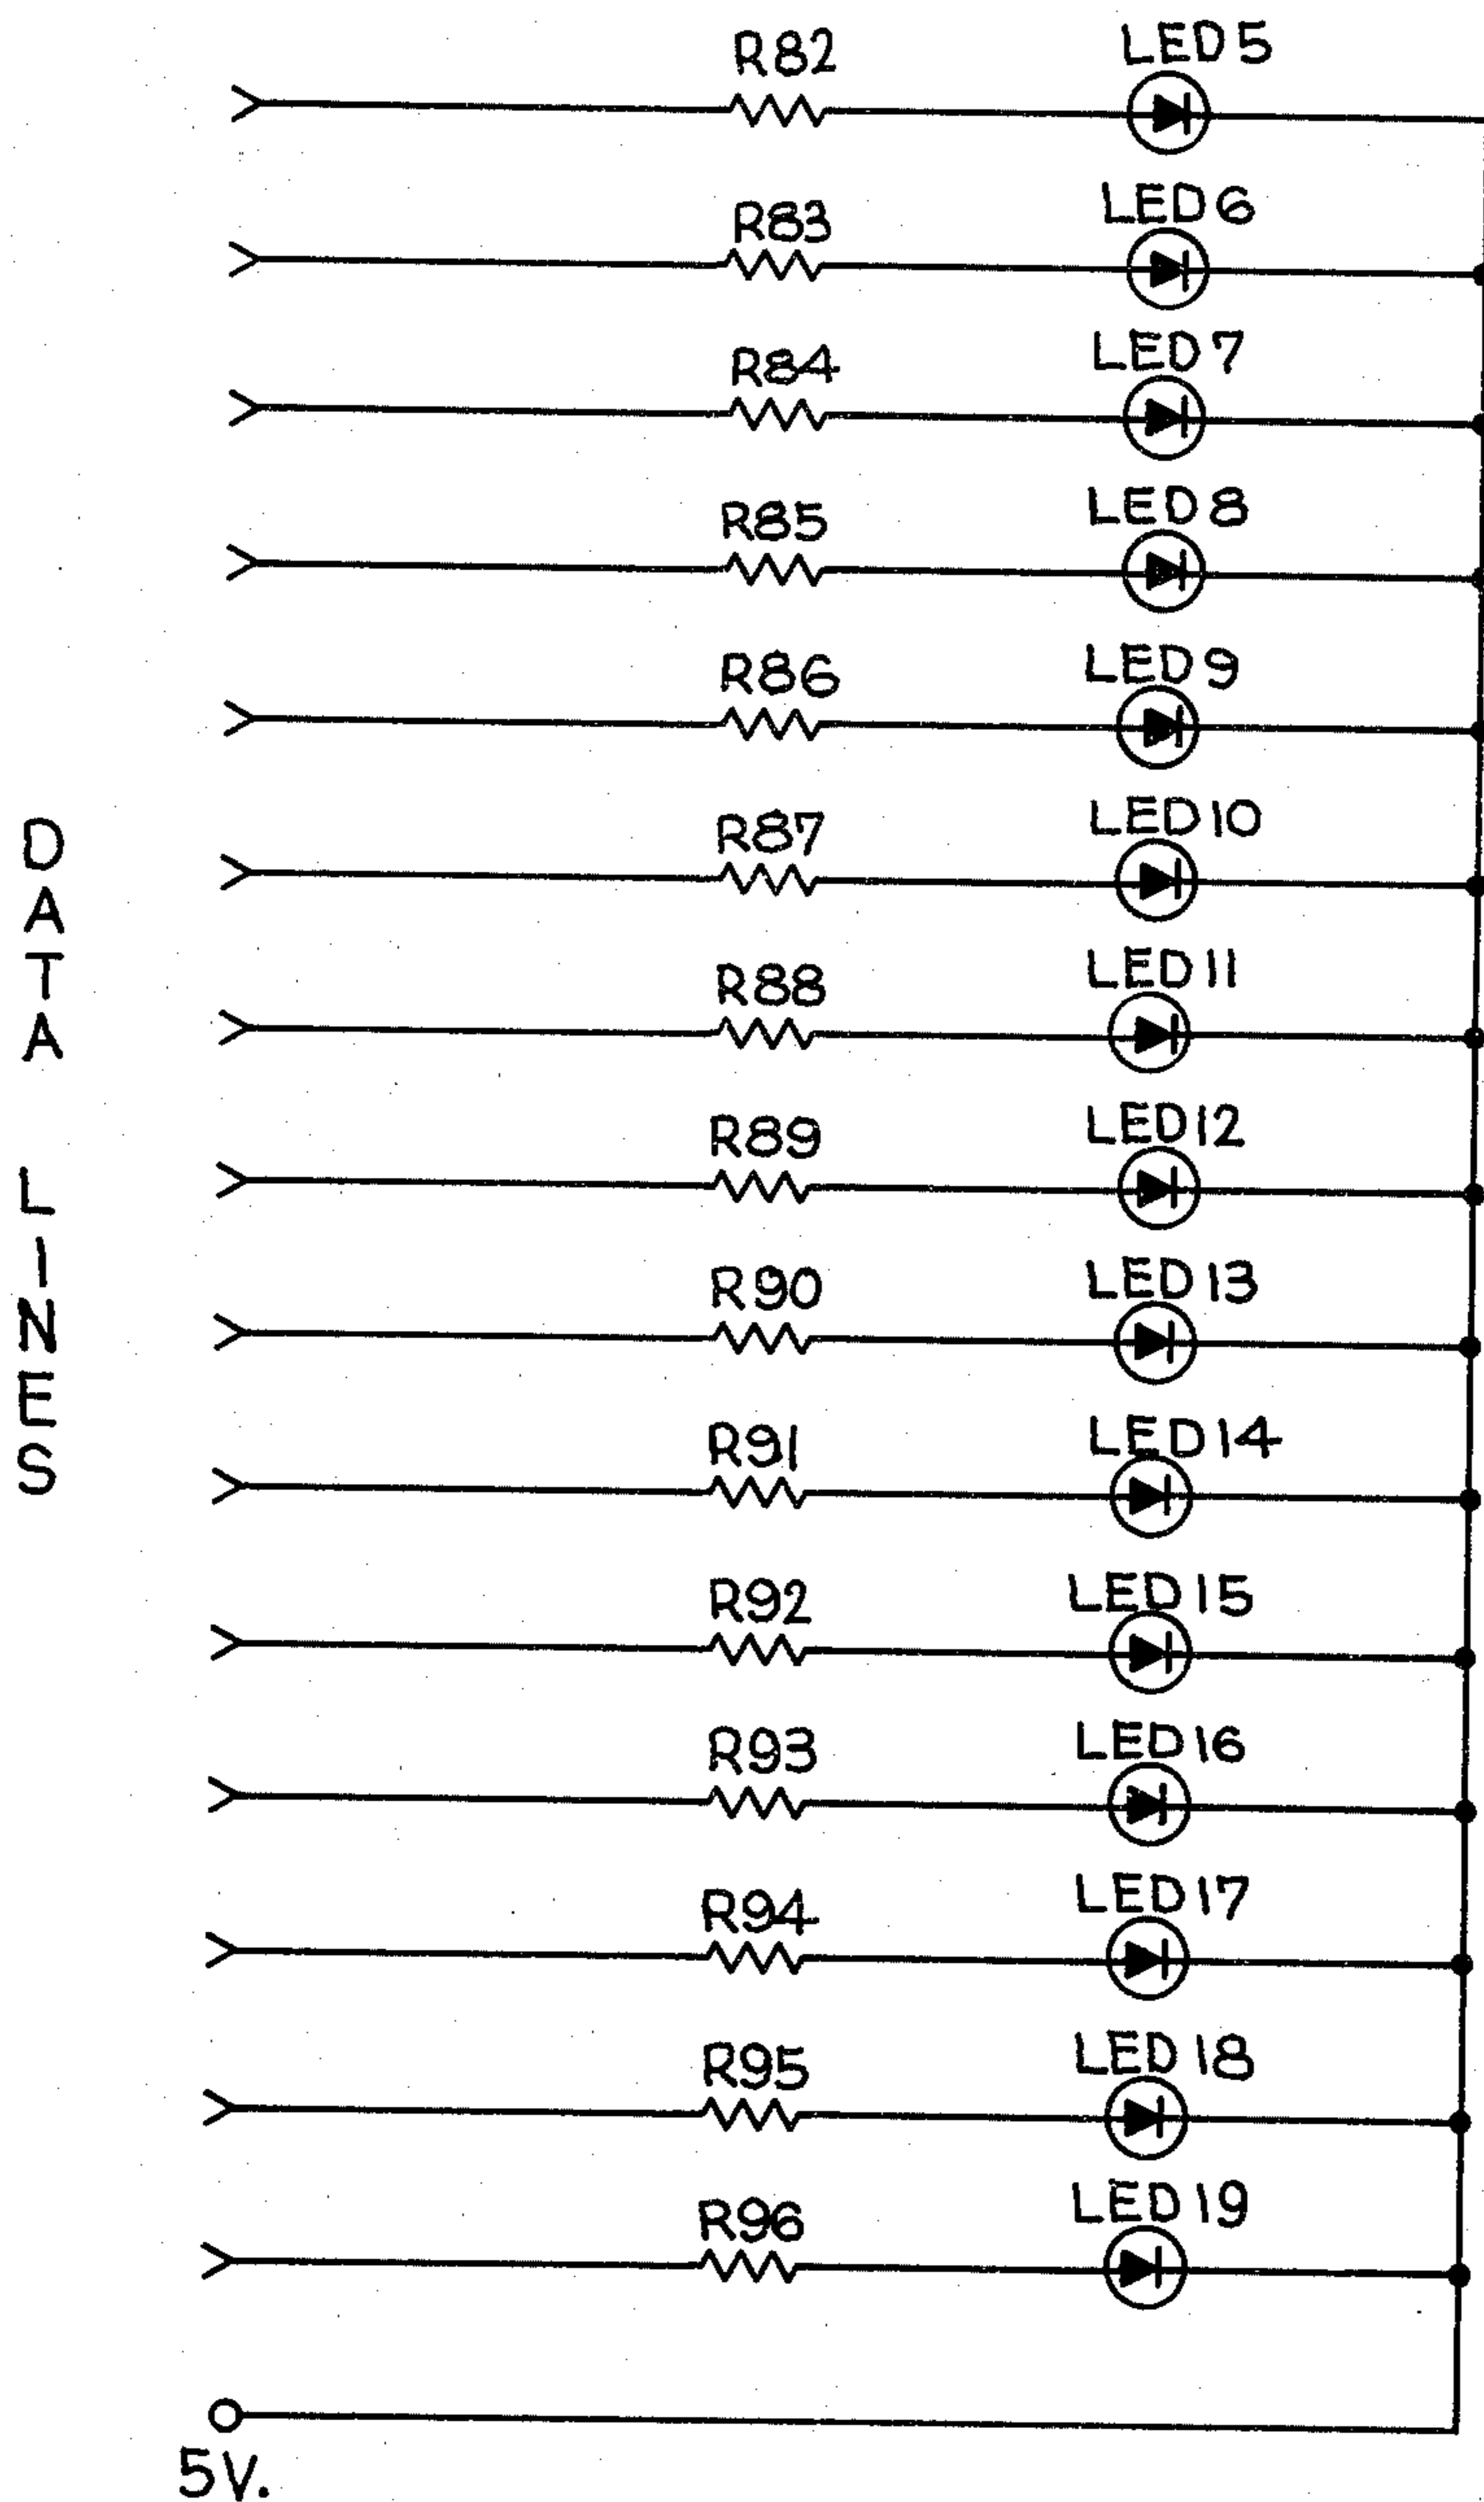 R82 LED5
R83 LED6
R84 LED7
R85 LED8
R86 LED9
R87 LED10
R88 LED11
R89 LED12
R90 LED13
R91 LED14
R92 LED15
R93 LED16
R94 LED17
R95 LED18
R96 LED19
DATA LINES
5V.